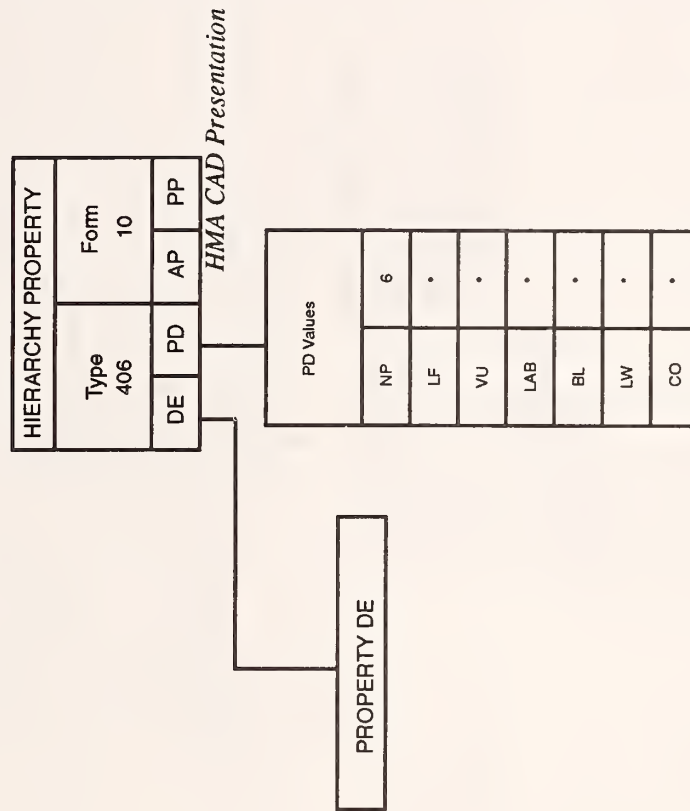 HIERARCHY PROPERTY
Type
406
Form
10
DE PD AP PP
HMA CAD Presentation
PD Values
NP 6
LF •
VU •
LAB •
BL •
LW •
CO •
PROPERTY DE